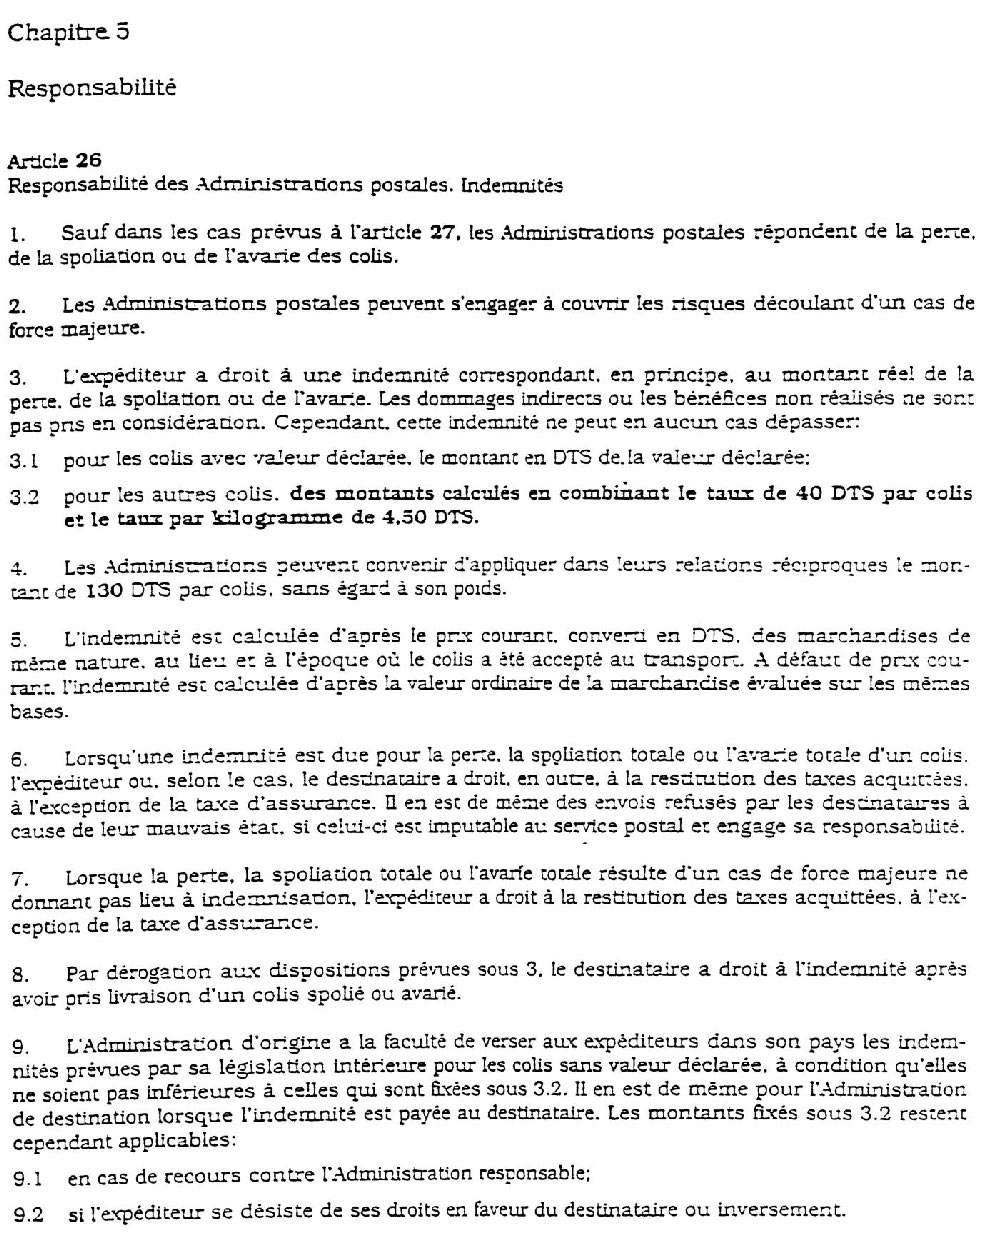 Chapitre 5
Responsabilité
Article 26
Responsabilité des Administrations postales. Indemnités
1. Sauf dans les cas prévus à l'article 27, les Administrations postales répondent de la perte,
de la spoliation ou de l'avarie des colis.
2. Les Administrations postales peuvent s'engager à couvrir les risques découlant d'un cas de
force majeure.
3. L'expéditeur a droit à une indemnité correspondant, en principe, au montant réel de la
perte, de la spoliation ou de l'avarie. Les dommages indirects ou les bénéfices non réalisés ne sont
pas pris en considération. Cependant, cette indemnité ne peut en aucun cas dépasser:
3.1 pour les colis avec valeur déclarée, le montant en DTS de la valeur déclarée;
3.2 pour les autres colis, des montants calculés en combinant le taux de 40 DTS par colis
et le taux par kilogramme de 4,50 DTS.
4. Les Administrations peuvent convenir d'appliquer dans leurs relations réciproques le mon-
tant de 130 DTS par colis, sans égard à son poids.
5. L'indemnité est calculée d'après le prix courant, converti en DTS, des marchandises de
même nature, au lieu et à l'époque où le colis a été accepté au transport. A défaut de prix cou-
rant, l'indemnité est calculée d'après la valeur ordinaire de la marchandise évaluée sur les mêmes
bases.
6. Lorsqu'une indemnité est due pour la perte, la spoliation totale ou l'avarie totale d'un colis,
l'expéditeur ou, selon le cas, le destinataire a droit, en outre, à la restitution des taxes acquittées,
à l'exception de la taxe d'assurance. Il en est de même des envois refusés par les destinataires à
cause de leur mauvais état, si celui-ci est imputable au service postal et engage sa responsabilité.
7. Lorsque la perte, la spoliation totale ou l'avarie totale résulte d'un cas de force majeure ne
donnant pas lieu à indemnisation, l'expéditeur a droit à la restitution des taxes acquittées, à l'ex-
ception de la taxe d'assurance.
8. Par dérogation aux dispositions prévues sous 3, le destinataire a droit à l'indemnité après
avoir pris livraison d'un colis spolié ou avarié.
9. L'Administration d'origine a la faculté de verser aux expéditeurs dans son pays les indem-
nités prévues par sa législation intérieure pour les colis sans valeur déclarée, à condition qu'elles
ne soient pas inférieures à celles qui sont fixées sous 3.2. Il en est de même pour l'Administration
de destination lorsque l'indemnité est payée au destinataire. Les montants fixés sous 3.2 restent
cependant applicables:
9.1 en cas de recours contre l'Administration responsable;
9.2 si l'expéditeur se désiste de ses droits en faveur du destinataire ou inversement.